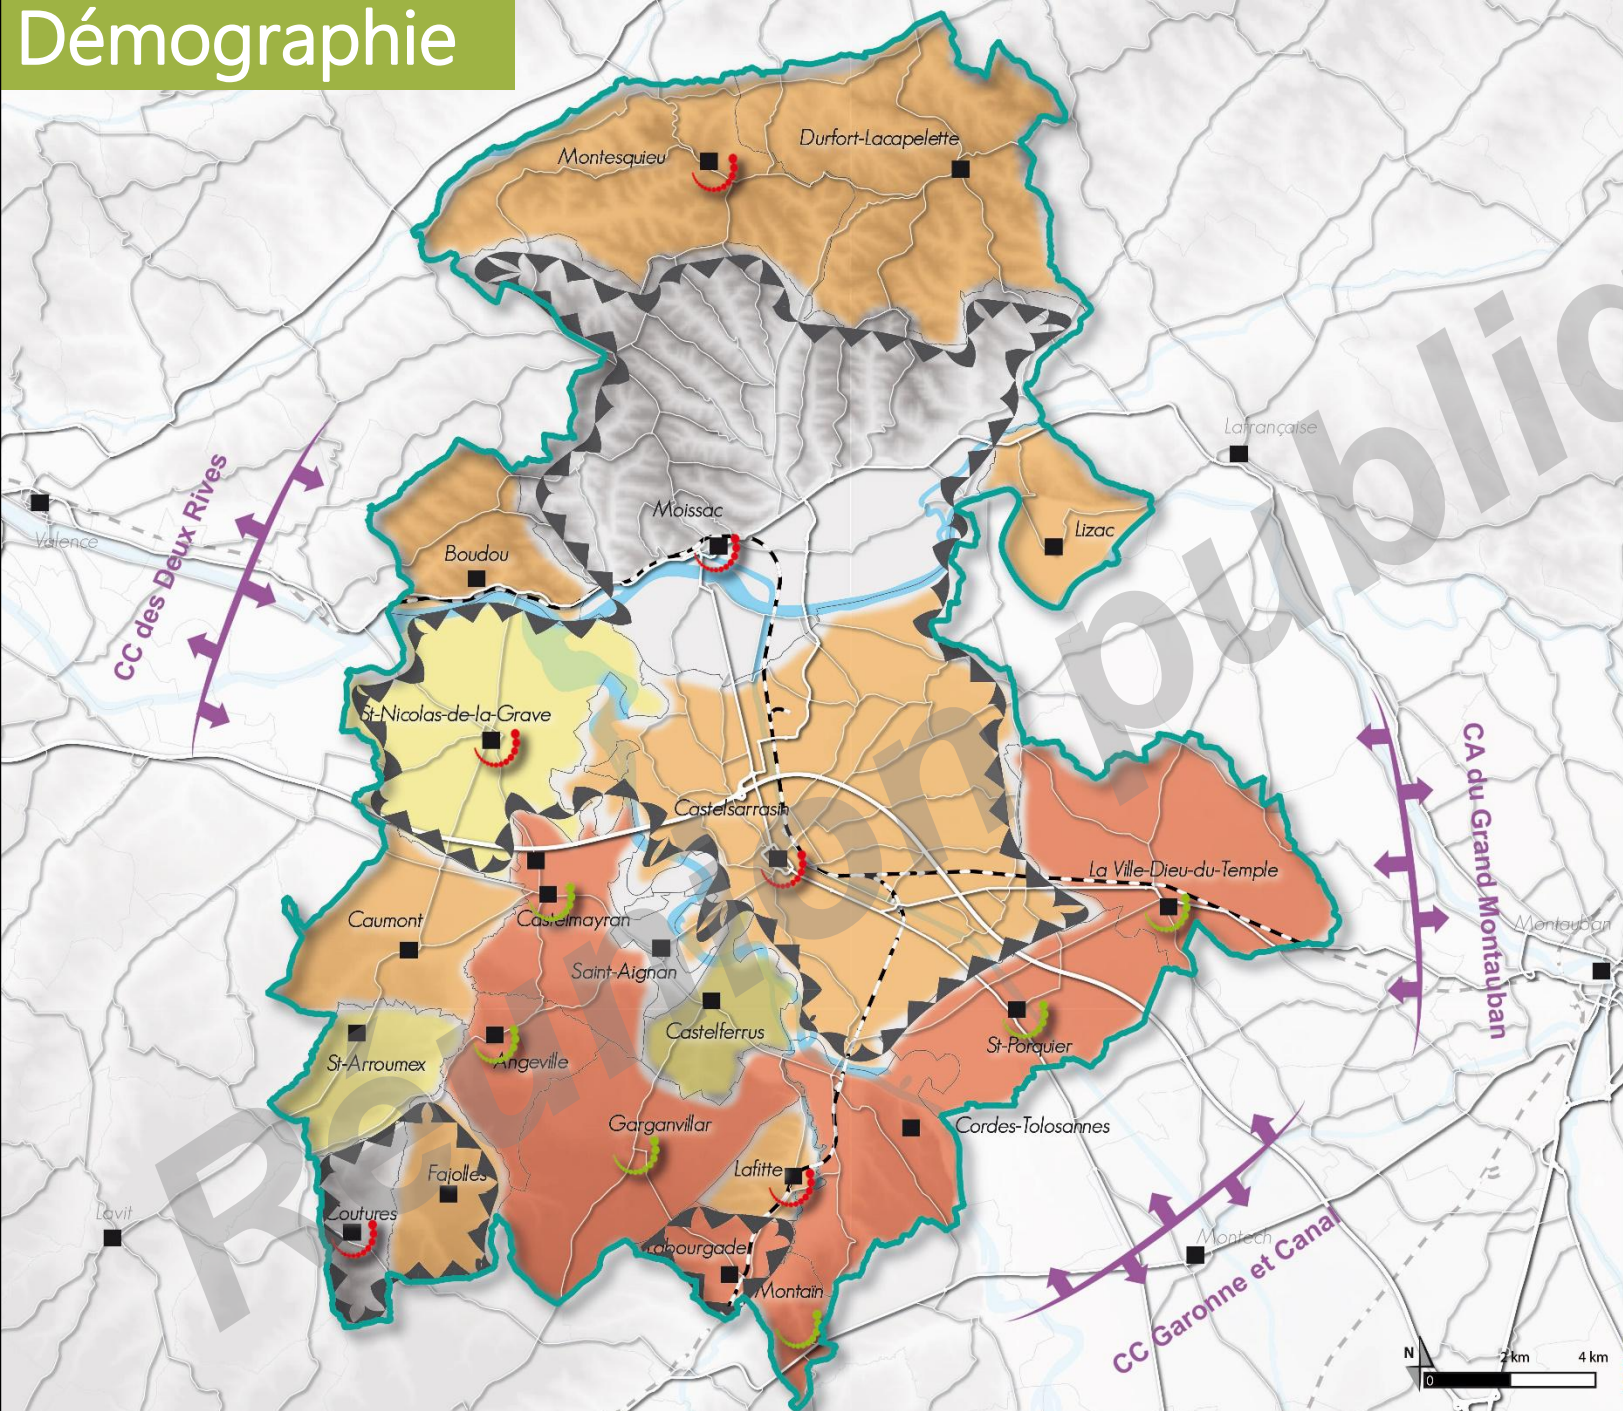 Démographie
Durfort-Lacapelette
Montesquieu
Lafrançaise
Moissac
Lizac
Valence
Boudou
CC des Deux Rives
St-Nicolas-de-la-Grave
CA du Grand Montauban
Castelsarrasin
La Ville-Dieu-du-Temple
Caumont
Castelmayran
Montauban
Saint-Aignan
Castelferrus
St-Porquier
St-Arroumex
Angeville
Garganvillar
Cordes-Tolosannes
Lafitte
Fajolles
Lavit
Coutures
Labourgade
Montech
Montaïn
CC Garonne et Canal
N
0
2 km
4 km